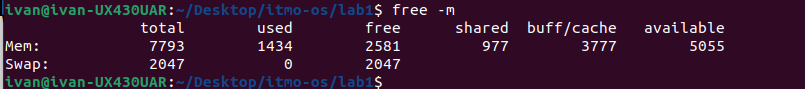 ivan@ivan-UX430UAR:~/Desktop/itmo-os/lab1$ free -m
total used free shared buff/cache available
Mem: 7793 1434 2581 977 3777 5055
Swap: 2047 0 2047
ivan@ivan-UX430UAR:~/Desktop/itmo-os/lab1$